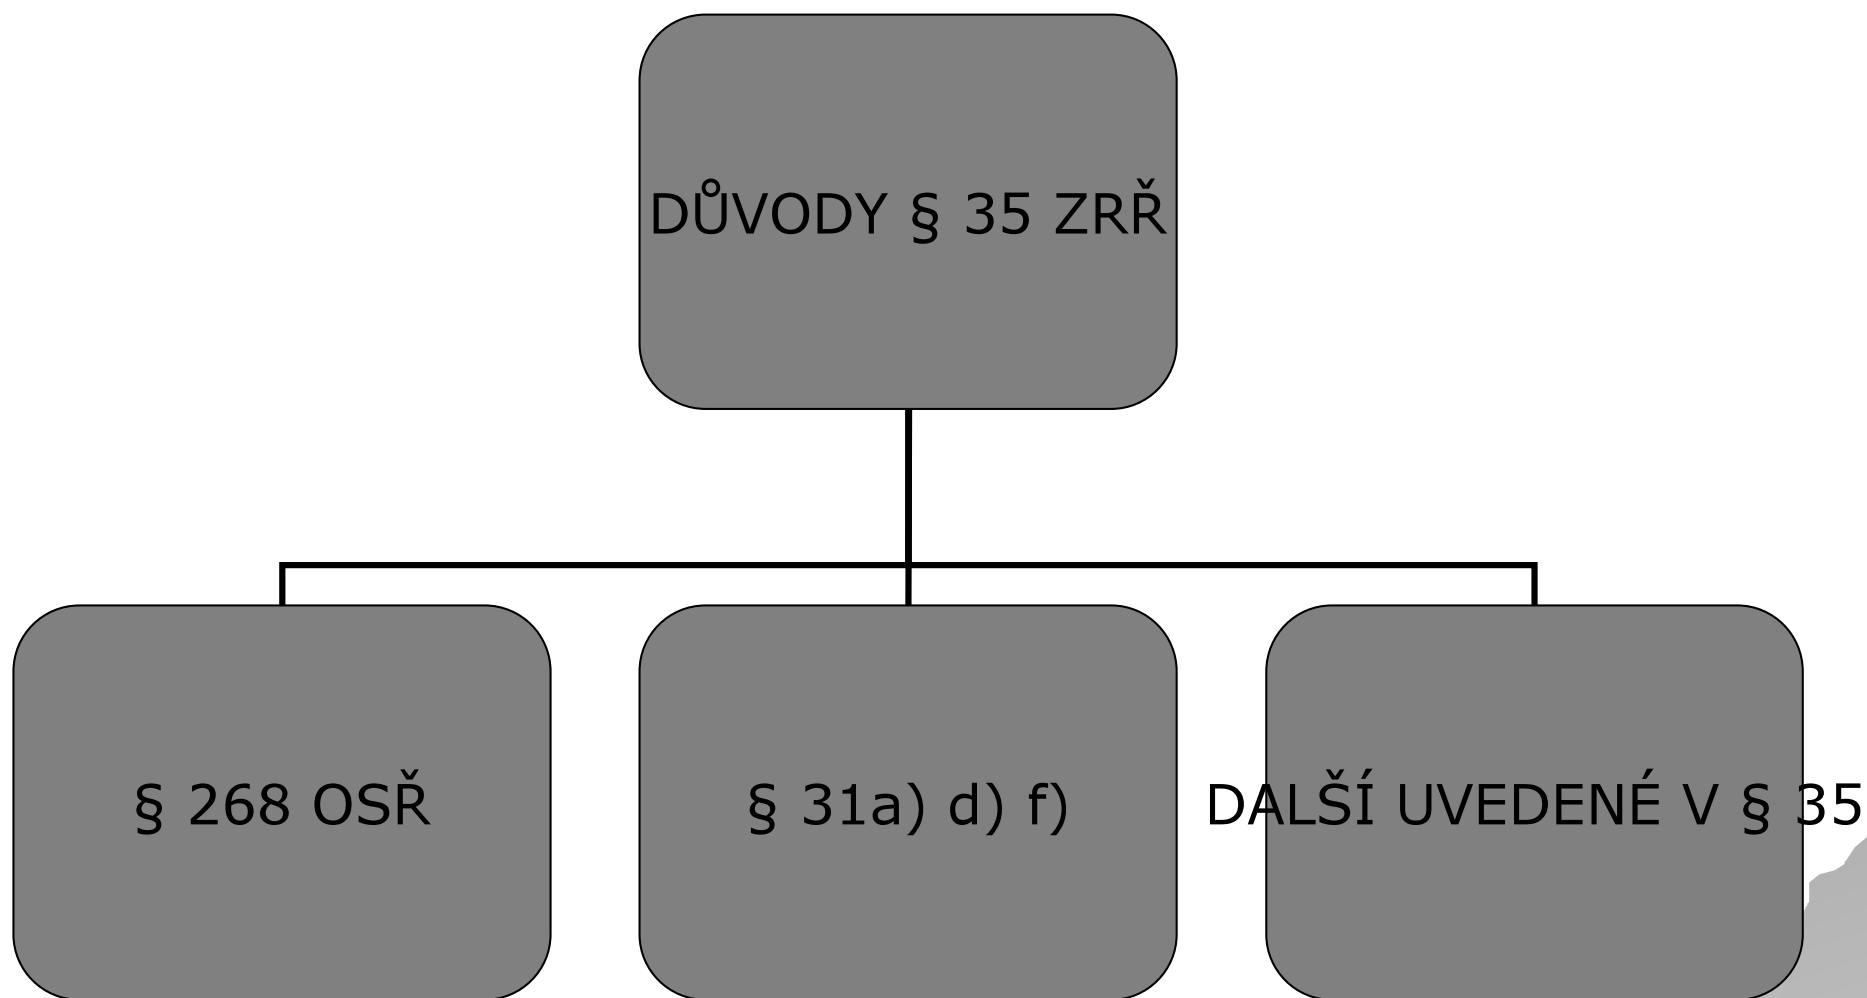 DŮVODY § 35 ZRŘ
§ 268 OSŘ
§ 31a) d) f)
DALŠÍ UVEDENÉ V § 35